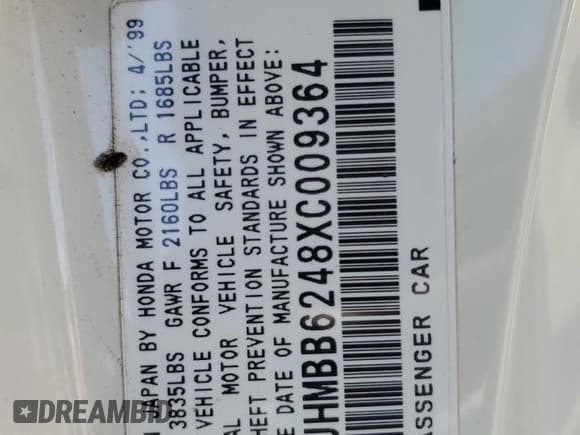 JAPAN BY HONDA MOTOR CO.,LTD; 4/'99
3835LBS GAWR F 2160LBS R 1685LBS
VEHICLE CONFORMS TO ALL APPLICABLE
AL MOTOR VEHICLE SAFETY, BUMPER,
HEFT PREVENTION STANDARDS IN EFFECT
E DATE OF MANUFACTURE SHOWN ABOVE:
JHMBB6248XC009364
ASSENGER CAR
DREAMBID